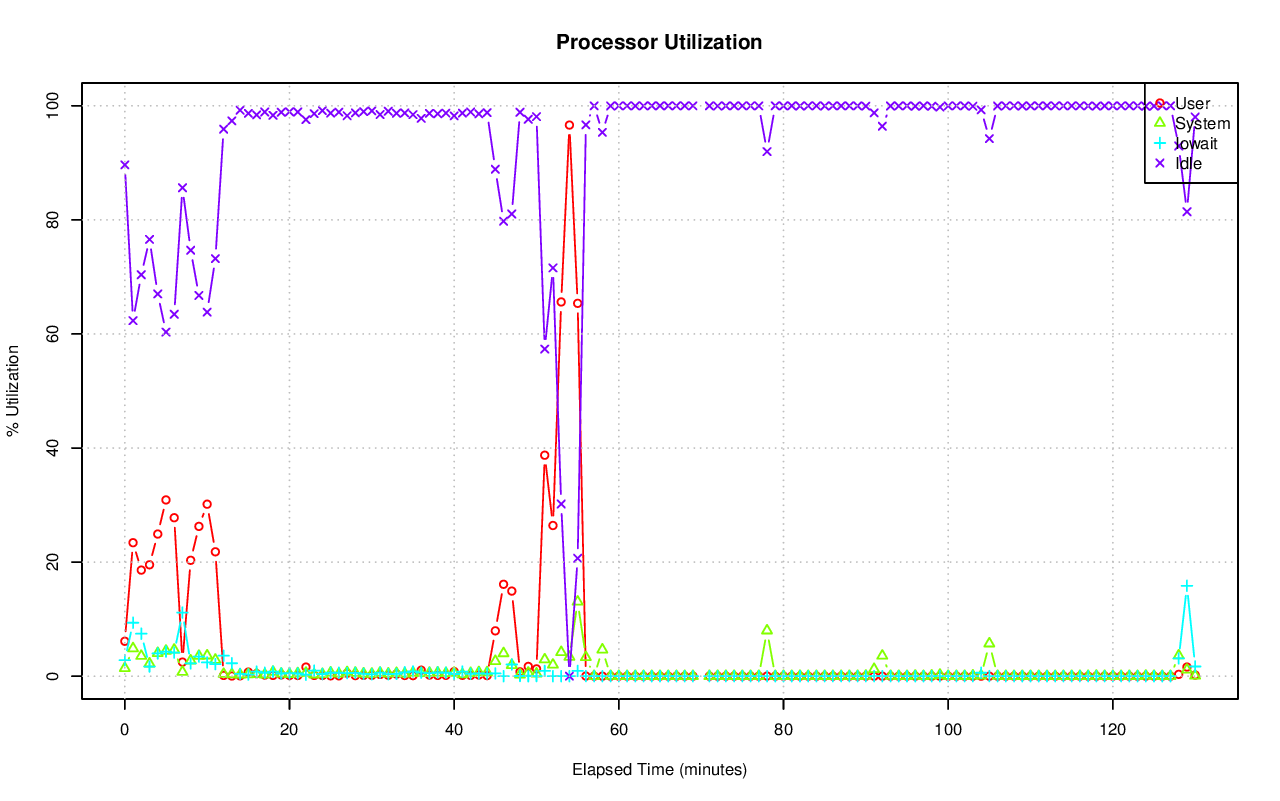 Processor Utilization
100
80
60
40
20
0
% Utilization
User
System
Iowait
Idle
0 20 40 60 80 100 120
Elapsed Time (minutes)